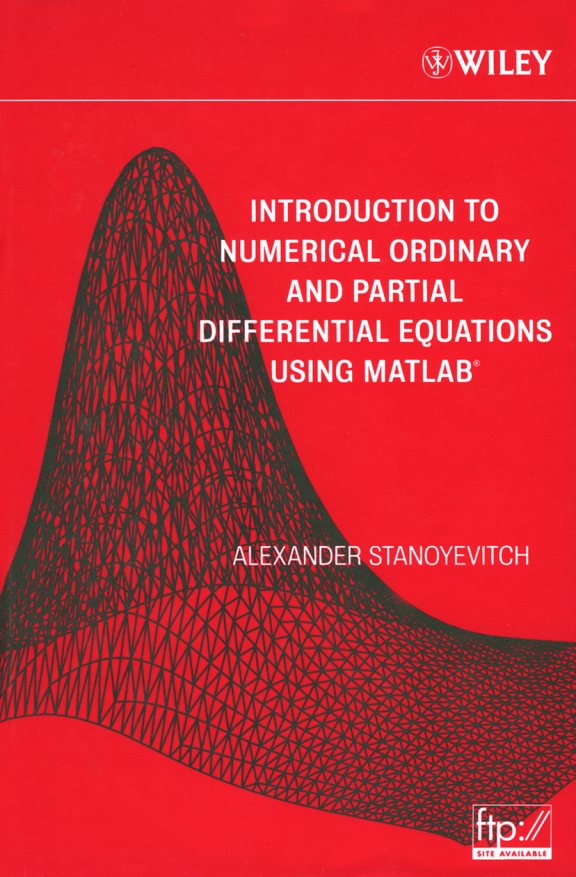 WILEY
INTRODUCTION TO
NUMERICAL ORDINARY
AND PARTIAL
DIFFERENTIAL EQUATIONS
USING MATLAB®
ALEXANDER STANOYEVITCH
ftp://
SITE AVAILABLE